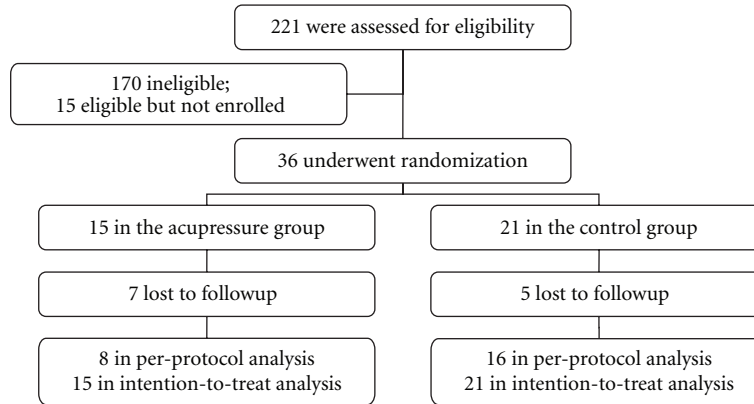 221 were assessed for eligibility
170 ineligible;
15 eligible but not enrolled
36 underwent randomization
15 in the acupressure group
21 in the control group
7 lost to followup
5 lost to followup
8 in per-protocol analysis
15 in intention-to-treat analysis
16 in per-protocol analysis
21 in intention-to-treat analysis